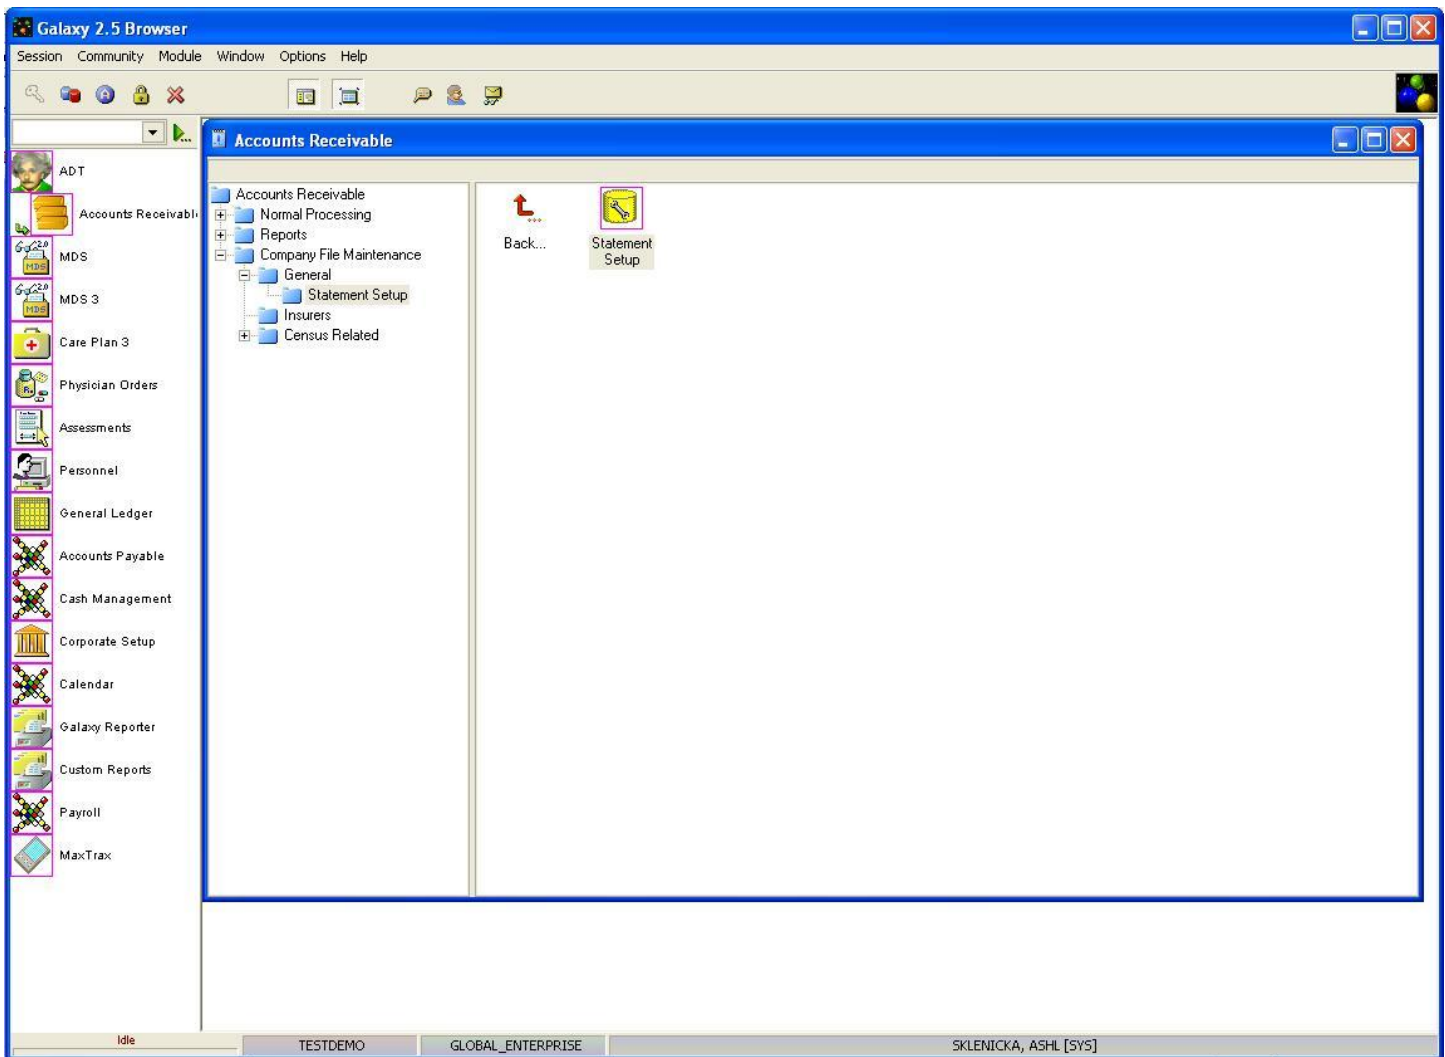 Galaxy 2.5 Browser
Session Community Module Window Options Help
Accounts Receivable
ADT
Accounts Receivabl
MDS
MDS 3
Care Plan 3
Physician Orders
Assessments
Personnel
General Ledger
Accounts Payable
Cash Management
Corporate Setup
Calendar
Galaxy Reporter
Custom Reports
Payroll
MaxTrax
Accounts Receivable
Normal Processing
Reports
Company File Maintenance
General
Statement Setup
Insurers
Census Related
Back...
Statement
Setup
Idle TESTDEMO GLOBAL_ENTERPRISE SKLENICKA, ASHL [SYS]